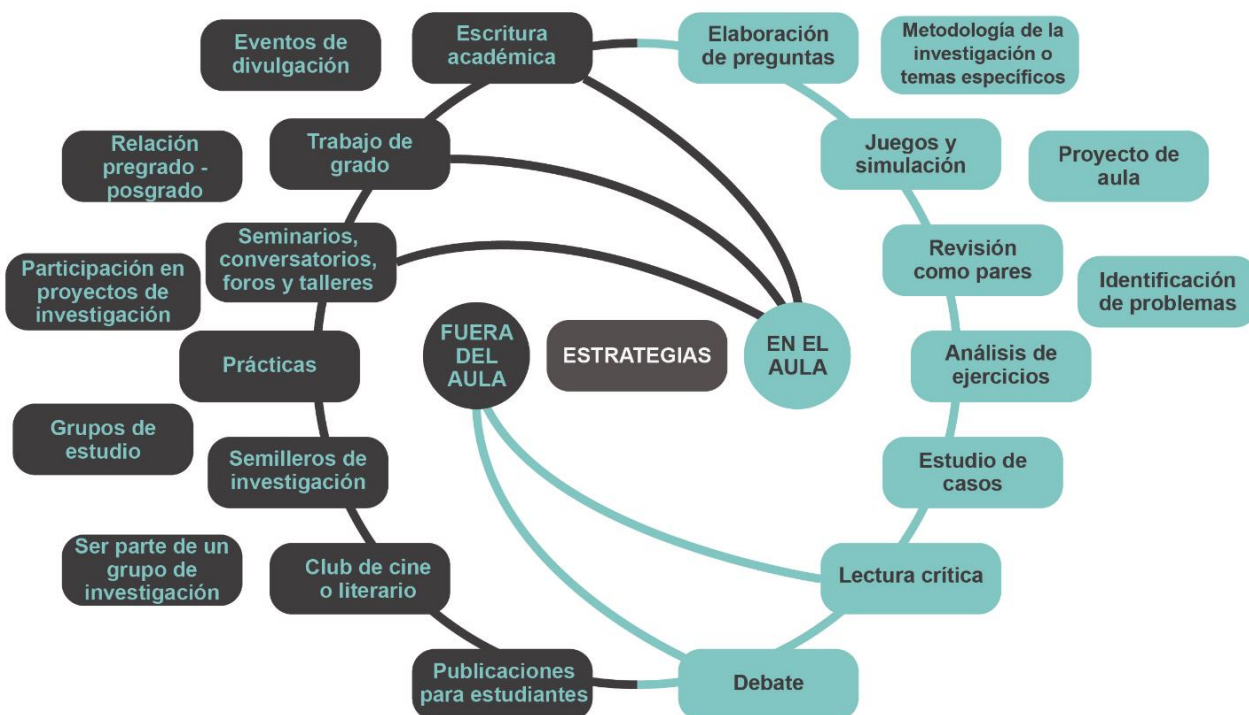 Eventos de
divulgación
Escritura
académica
Elaboración
de preguntas
Metodología de la
investigación o
temas específicos
Relación
pregrado -
posgrado
Trabajo de
grado
Juegos y
simulación
Proyecto de
aula
Participación en
proyectos de
investigación
Seminarios,
conversatorios,
foros y talleres
Revisión
como pares
Identificación
de problemas
Prácticas
FUERA
DEL
AULA
ESTRATEGIAS
EN EL
AULA
Análisis de
ejercicios
Grupos de
estudio
Semilleros de
investigación
Estudio de
casos
Ser parte de un
grupo de
investigación
Club de cine
o literario
Lectura crítica
Publicaciones
para estudiantes
Debate